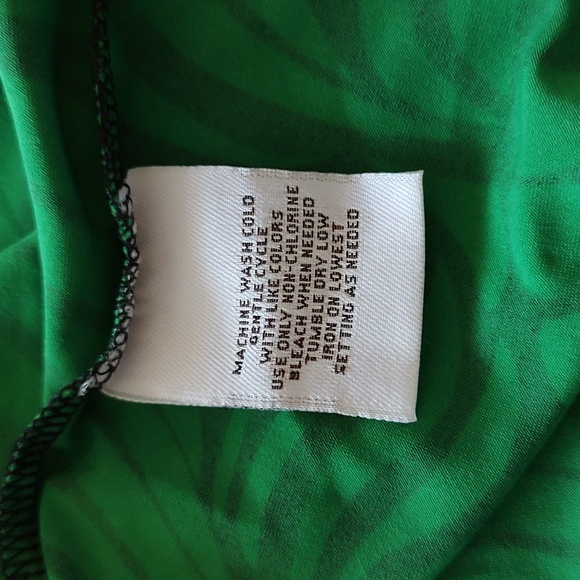 MACHINE WASH COLD
GENTLE CYCLE
WITH LIKE COLORS
USE ONLY NON-CHLORINE
BLEACH WHEN NEEDED
TUMBLE DRY LOW
IRON ON LOWEST
SETTING AS NEEDED